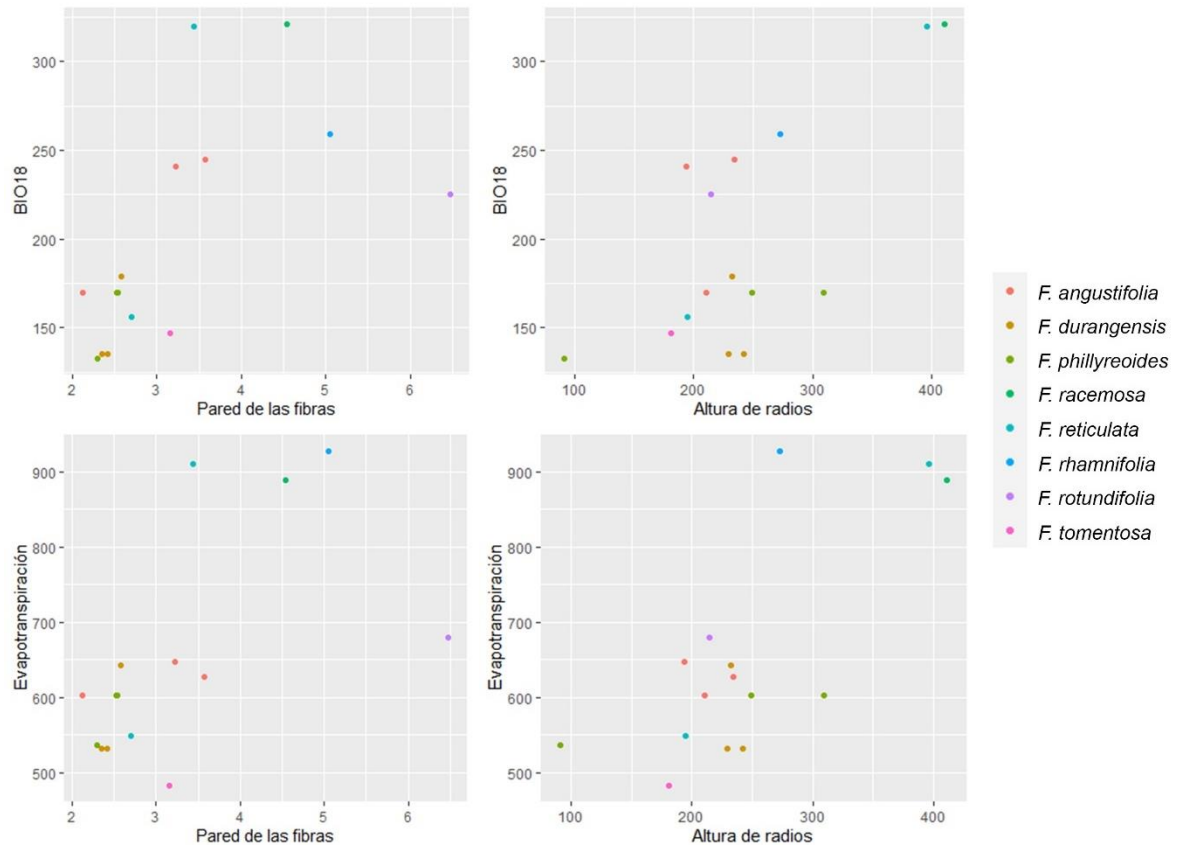 300
250
200
150
BIO18
2 3 4 5 6
Pared de las fibras
300
250
200
150
BIO18
100 200 300 400
Altura de radios
900
800
700
600
500
Evapotranspiración
2 3 4 5 6
Pared de las fibras
900
800
700
600
500
Evapotranspiración
100 200 300 400
Altura de radios
F. angustifolia
F. durangensis
F. phillyreoides
F. racemosa
F. reticulata
F. rhamnifolia
F. rotundifolia
F. tomentosa